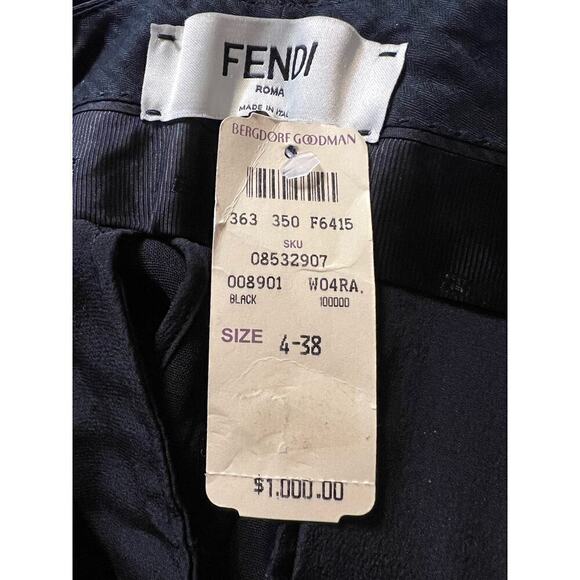 FENDI
ROMA
MADE IN ITALY
BERGDORF GOODMAN
363 350 F6415
SKU
08532907
008901 W04RA.
BLACK 100000
SIZE 4-38
$1,000.00